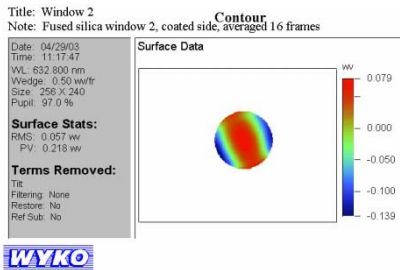 Title: Window 2
Contour
Note: Fused silica window 2, coated side, averaged 16 frames
Date: 04/29/03
Time: 11:17:47
WL: 632.800 nm
Wedge: 0.50 wv/fr
Size: 256 X 240
Pupil: 97.0 %
Surface Stats:
RMS: 0.057 wv
PV: 0.218 wv
Terms Removed:
Tilt
Filtering: None
Restore: No
Ref Sub: No
Surface Data
wv
0.079
0.000
-0.050
-0.100
-0.139
WYKO